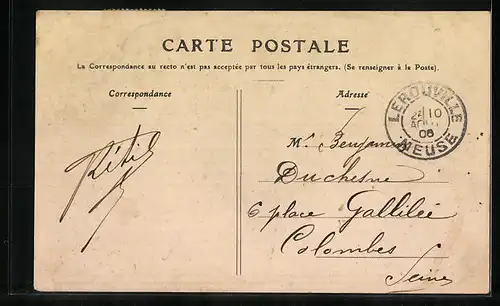 CARTE POSTALE
La Correspondance au recto n'est pas acceptée par tous les pays étrangers. (Se renseigner à la Poste).
Correspondance
Adresse
LEROUVILLE
10
06
MEUSE
Mr. Benjamin
Duchesne
6 place Gallilée
Colombes
Seine